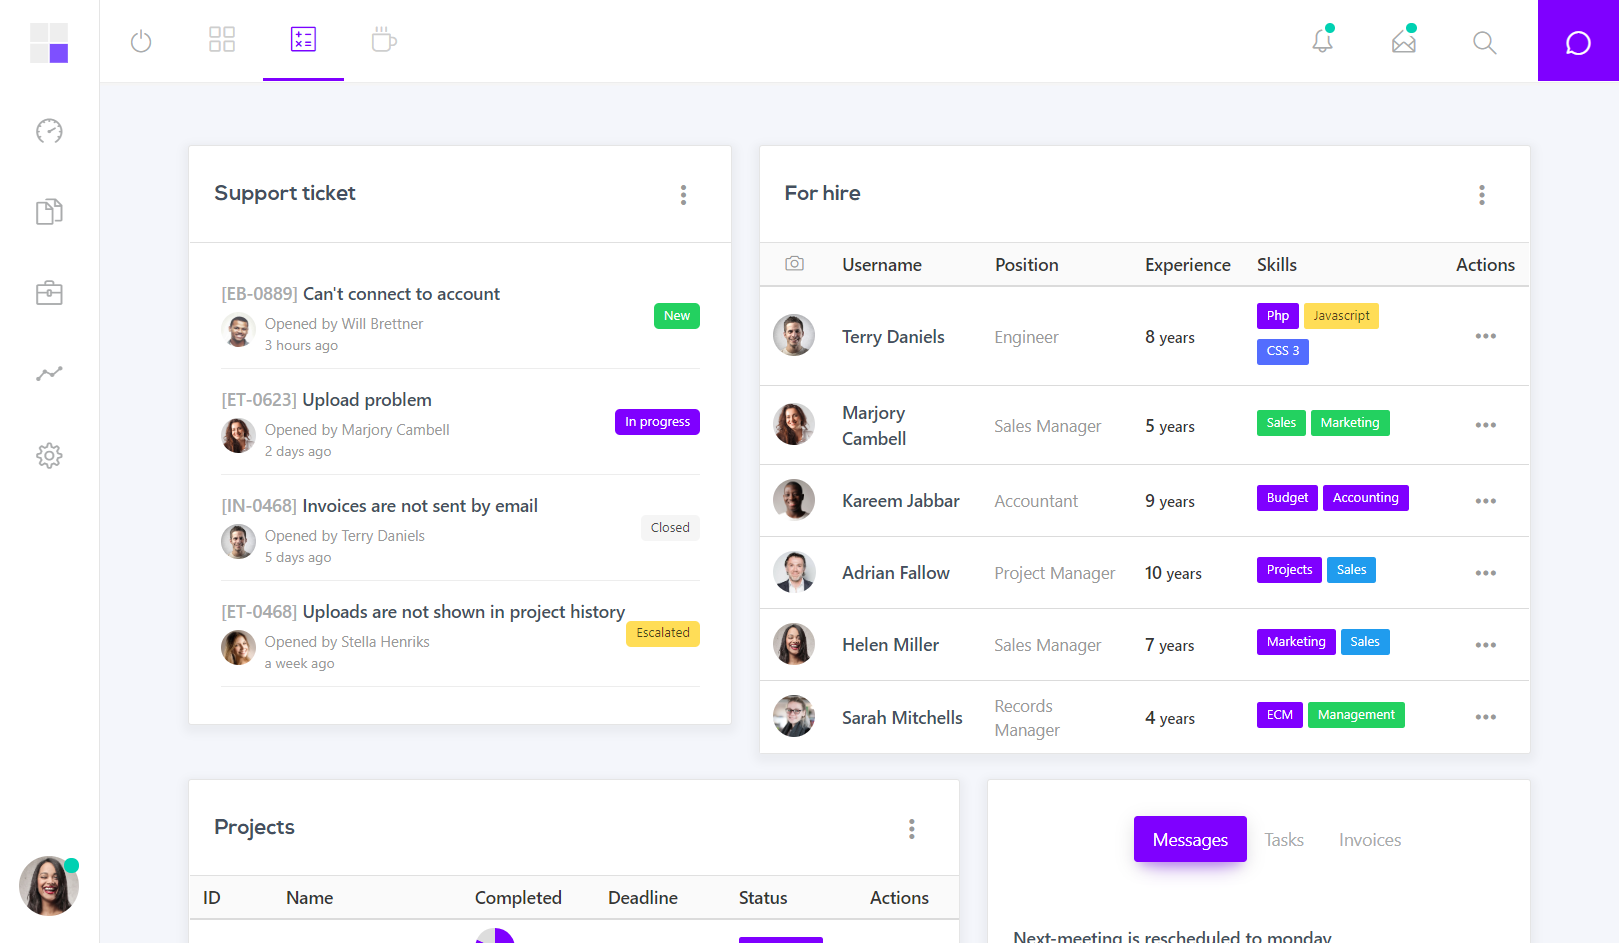 Support ticket
[EB-0889] Can't connect to account
Opened by Will Brettner
3 hours ago
New
[ET-0623] Upload problem
Opened by Marjory Cambell
2 days ago
In progress
[IN-0468] Invoices are not sent by email
Opened by Terry Daniels
5 days ago
Closed
[ET-0468] Uploads are not shown in project history
Opened by Stella Henriks
a week ago
Escalated
For hire
Username Position Experience Skills Actions
Terry Daniels Engineer 8 years Php Javascript
CSS 3
Marjory
Cambell
Sales Manager 5 years Sales Marketing
Kareem Jabbar Accountant 9 years Budget Accounting
Adrian Fallow Project Manager 10 years Projects Sales
Helen Miller Sales Manager 7 years Marketing Sales
Sarah Mitchells
Records
Manager
4 years ECM Management
Projects
ID Name Completed Deadline Status Actions
Messages Tasks Invoices
Next-meeting is rescheduled to monday